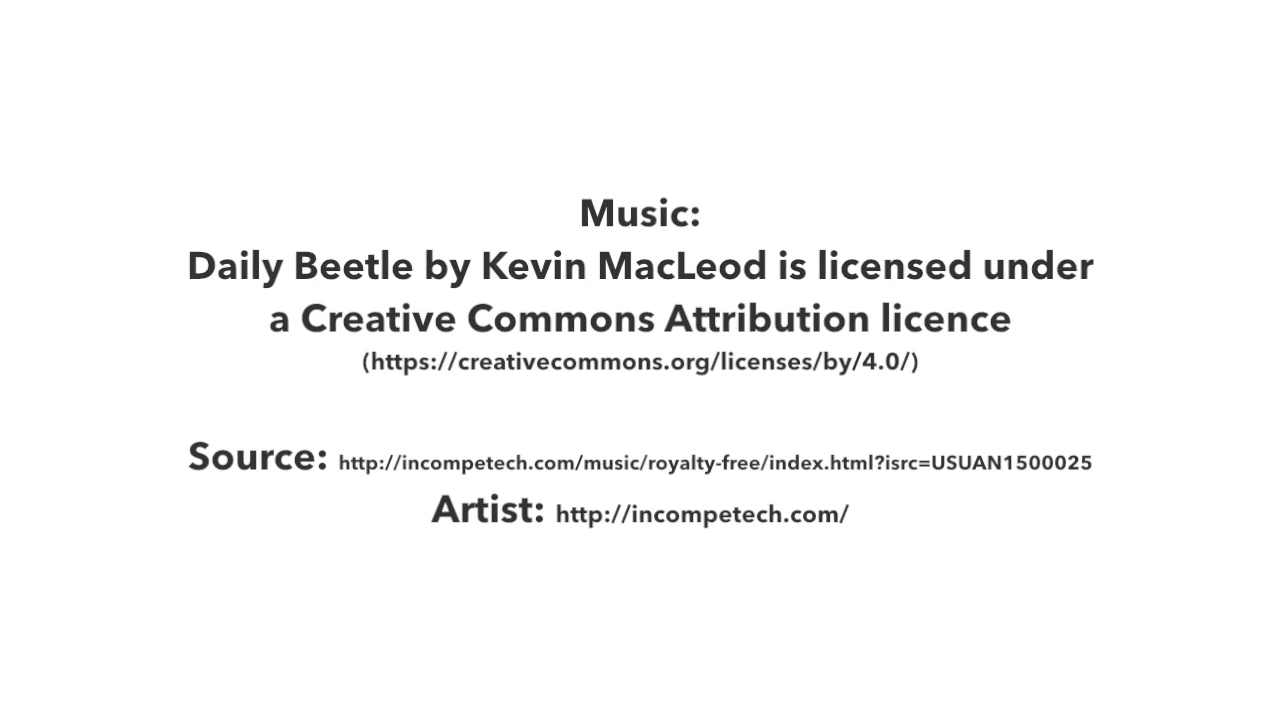 Music:
Daily Beetle by Kevin MacLeod is licensed under
a Creative Commons Attribution licence
(https://creativecommons.org/licenses/by/4.0/)
Source: http://incompetech.com/music/royalty-free/index.html?isrc=USUAN1500025
Artist: http://incompetech.com/